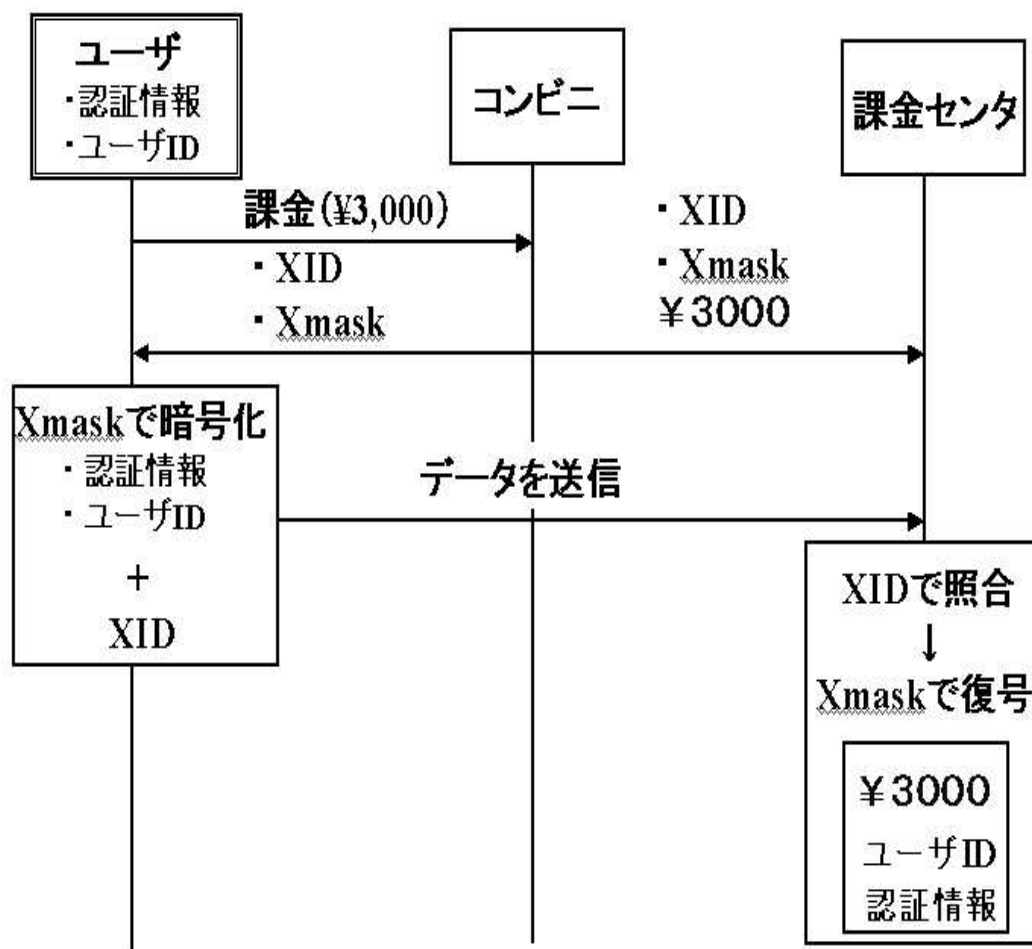 ユーザ
・認証情報
・ユーザID
コンビニ
課金センタ
課金(¥3,000)
・XID
・Xmask
・XID
・Xmask
￥3000
Xmaskで暗号化
・認証情報
・ユーザID
+
XID
データを送信
XIDで照合
↓
Xmaskで復号
￥3000
ユーザID
認証情報